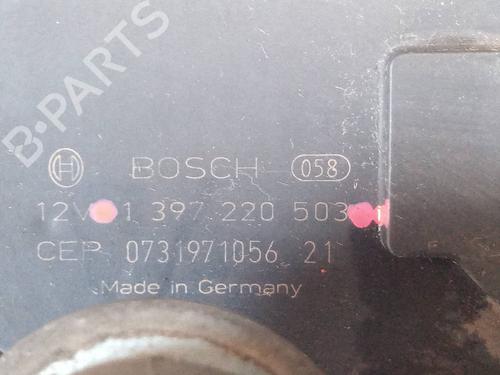 B-PARTS
BOSCH 058
12V 1 397 220 503
CEP 0731971056 21
Made in Germany